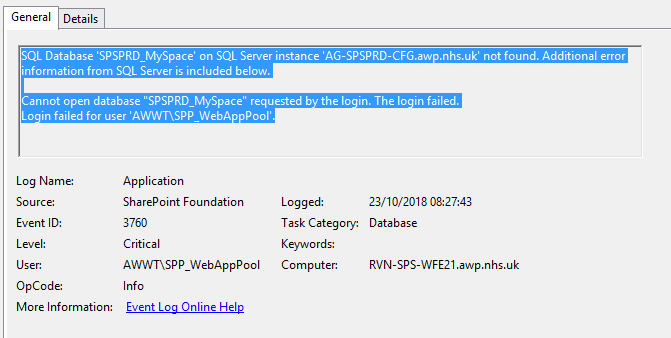 General Details
SQL Database 'SPSPRD_MySpace' on SQL Server instance 'AG-SPSPRD-CFG.awp.nhs.uk' not found. Additional error
information from SQL Server is included below.
Cannot open database "SPSPRD_MySpace" requested by the login. The login failed.
Login failed for user 'AWWT\SPP_WebAppPool'.
Log Name: Application
Source: SharePoint Foundation Logged: 23/10/2018 08:27:43
Event ID: 3760 Task Category: Database
Level: Critical Keywords:
User: AWWT\SPP_WebAppPool Computer: RVN-SPS-WFE21.awp.nhs.uk
OpCode: Info
More Information: Event Log Online Help